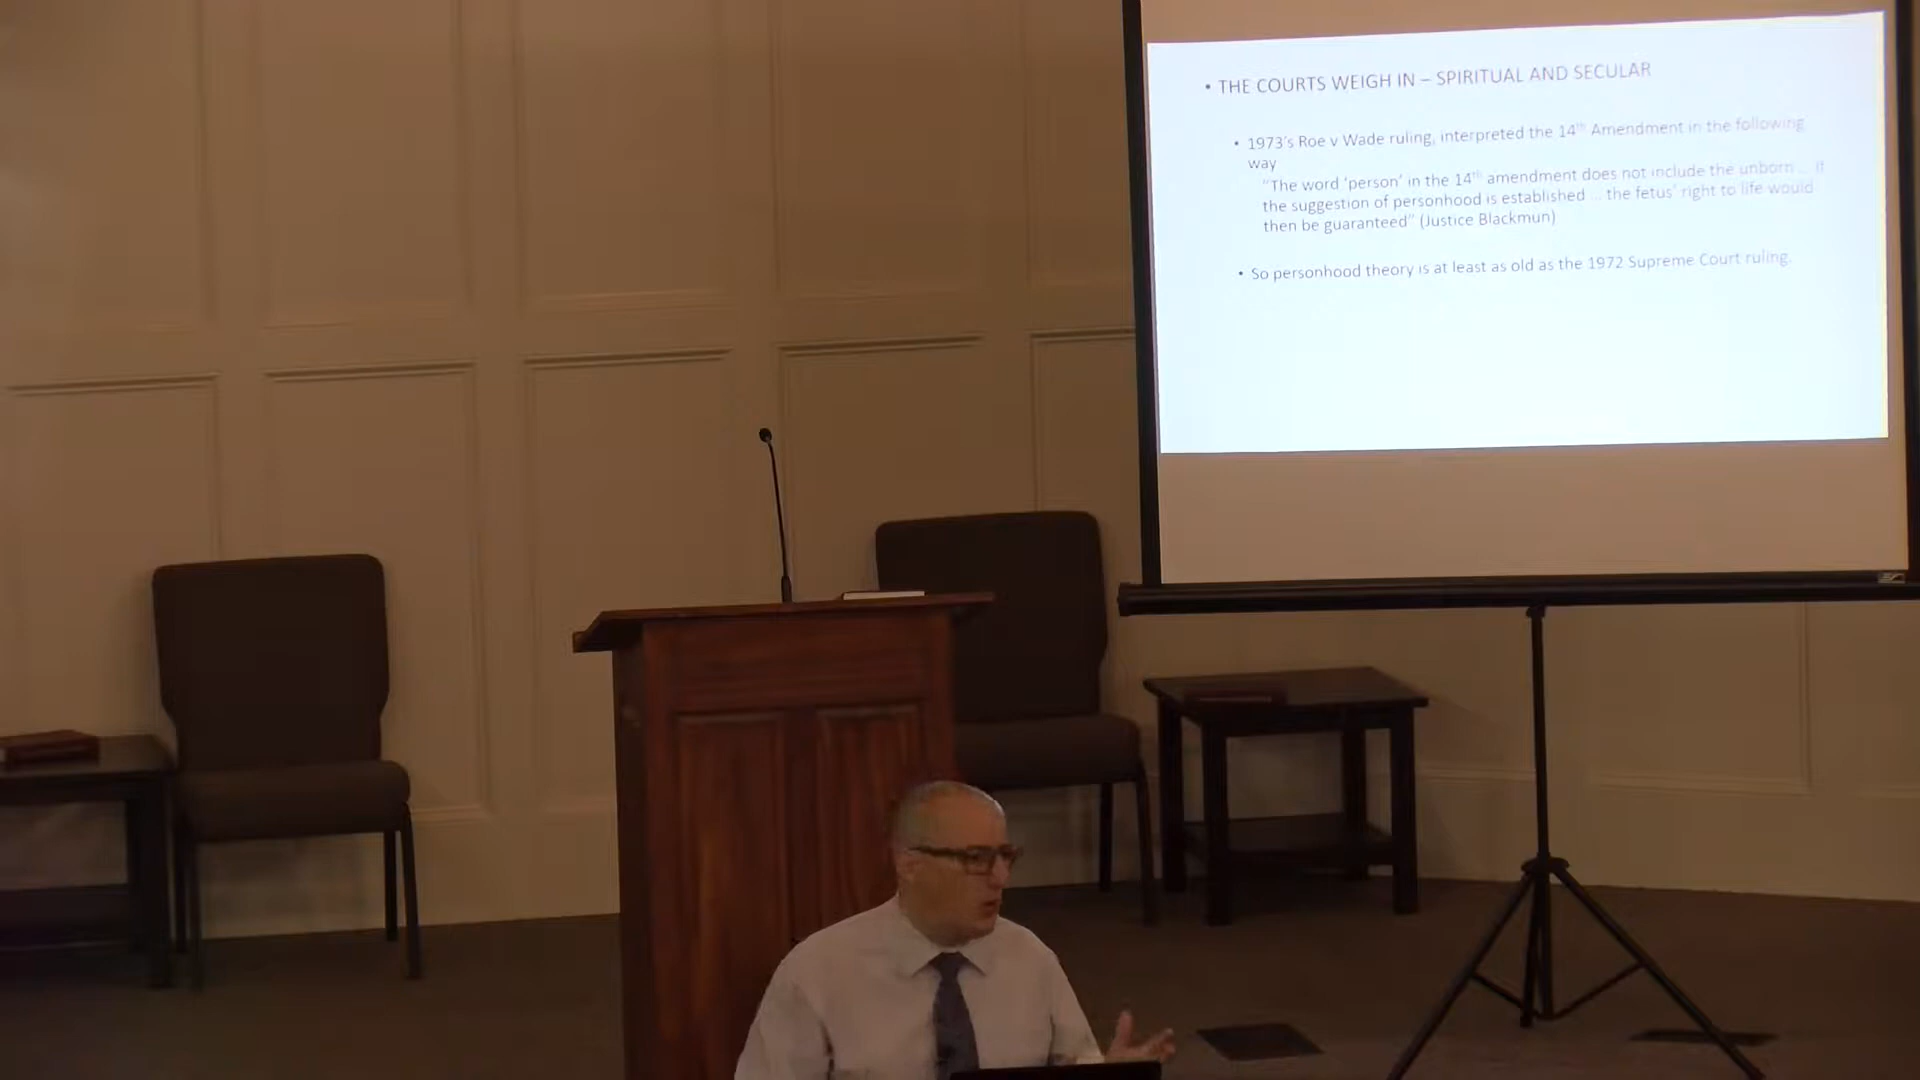 • THE COURTS WEIGH IN – SPIRITUAL AND SECULAR
• 1973's Roe v Wade ruling, interpreted the 14th Amendment in the following
way
"The word 'person' in the 14th amendment does not include the unborn ... if
the suggestion of personhood is established ... the fetus' right to life would
then be guaranteed" (Justice Blackmun)
• So personhood theory is at least as old as the 1972 Supreme Court ruling.